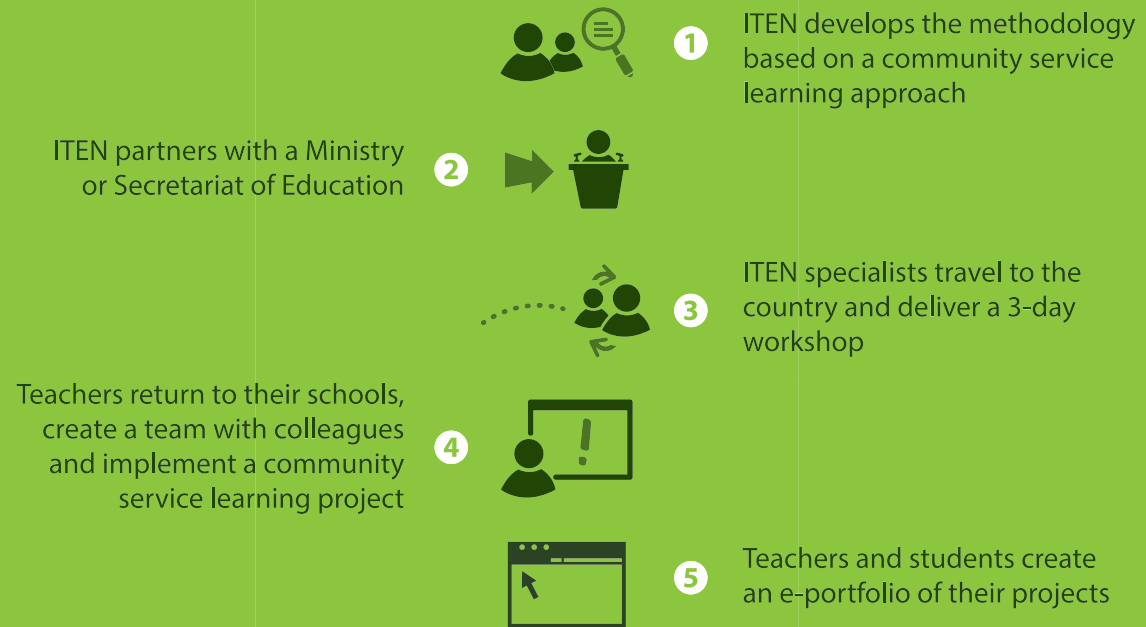 1
ITEN develops the methodology
based on a community service
learning approach
ITEN partners with a Ministry
or Secretariat of Education
2
3
ITEN specialists travel to the
country and deliver a 3-day
workshop
Teachers return to their schools,
create a team with colleagues
and implement a community
service learning project
4
!
5
Teachers and students create
an e-portfolio of their projects